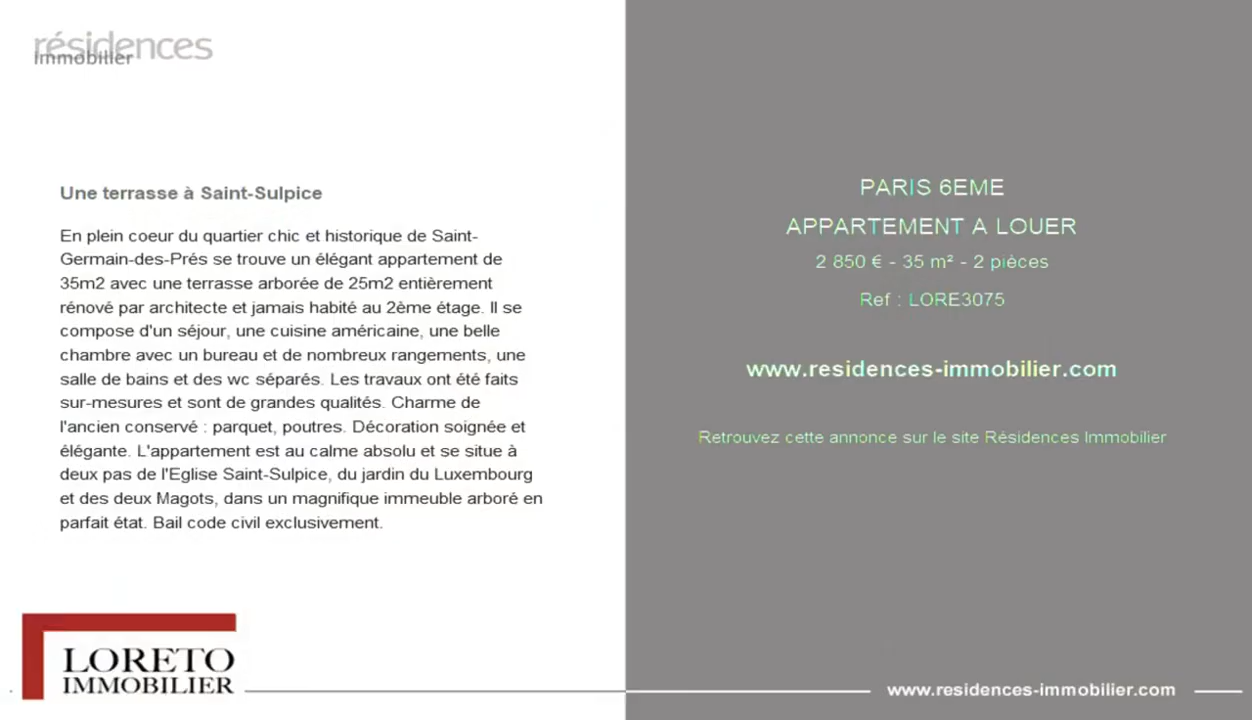 résidences
immobilier
Une terrasse à Saint-Sulpice
En plein coeur du quartier chic et historique de Saint-
Germain-des-Prés se trouve un élégant appartement de
35m2 avec une terrasse arborée de 25m2 entièrement
rénové par architecte et jamais habité au 2ème étage. Il se
compose d'un séjour, une cuisine américaine, une belle
chambre avec un bureau et de nombreux rangements, une
salle de bains et des wc séparés. Les travaux ont été faits
sur-mesures et sont de grandes qualités. Charme de
l'ancien conservé : parquet, poutres. Décoration soignée et
élégante. L'appartement est au calme absolu et se situe à
deux pas de l'Eglise Saint-Sulpice, du jardin du Luxembourg
et des deux Magots, dans un magnifique immeuble arboré en
parfait état. Bail code civil exclusivement.
LORETO
IMMOBILIER
PARIS 6EME
APPARTEMENT A LOUER
2 850 € - 35 m² - 2 pièces
Ref : LORE3075
www.residences-immobilier.com
Retrouvez cette annonce sur le site Résidences Immobilier
www.residences-immobilier.com